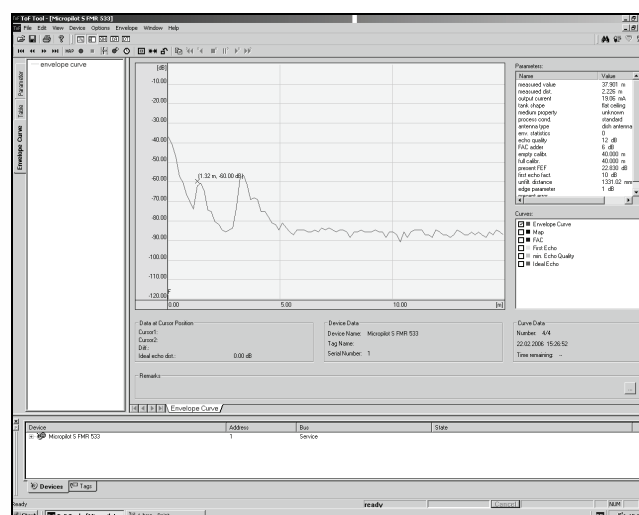 ToF Tool - [Micropilot S FMR 533]
File Edit View Device Options Envelope Window Help
MAP
Parameter
Table
Envelope Curve
envelope curve
[dB]
-10.00
-20.00
-30.00
-40.00
-50.00
-60.00
-70.00
-80.00
-90.00
-100.00
-110.00
-120.00
F
0.00 5.00 10.00 [m]
(1.32 m, -60.00 dB)
Parameters:
Name Value
measured value 37.901 m
measured dist. 2.226 m
output current 19.06 mA
tank shape flat ceiling
medium property unknown
process cond. standard
antenna type dish antenna
env. statistics 0
echo quality 12 dB
FAC adder 6 dB
empty calibr. 40.000 m
full calibr. 40.000 m
present FEF 22.830 dB
first echo fact. 10 dB
unfilt. distance 1331.02 mm
edge parameter 1 dB
Curves:
Envelope Curve
Map
FAC
First Echo
min. Echo Quality
Ideal Echo
Data at Cursor Position
Cursor1:
Cursor2:
Diff.:
Ideal echo dist.: 0.00 dB
Device Data
Device Name: Micropilot S FMR 533
Tag Name:
Serial Number: 1
Curve Data
Number: 4/4
22.02.2006 15:26:52
Time remaining: --
Remarks
...
Envelope Curve
Device Address Bus State
Micropilot S FMR 533 1 Service
Devices Tags
Ready ready Cancel NUM